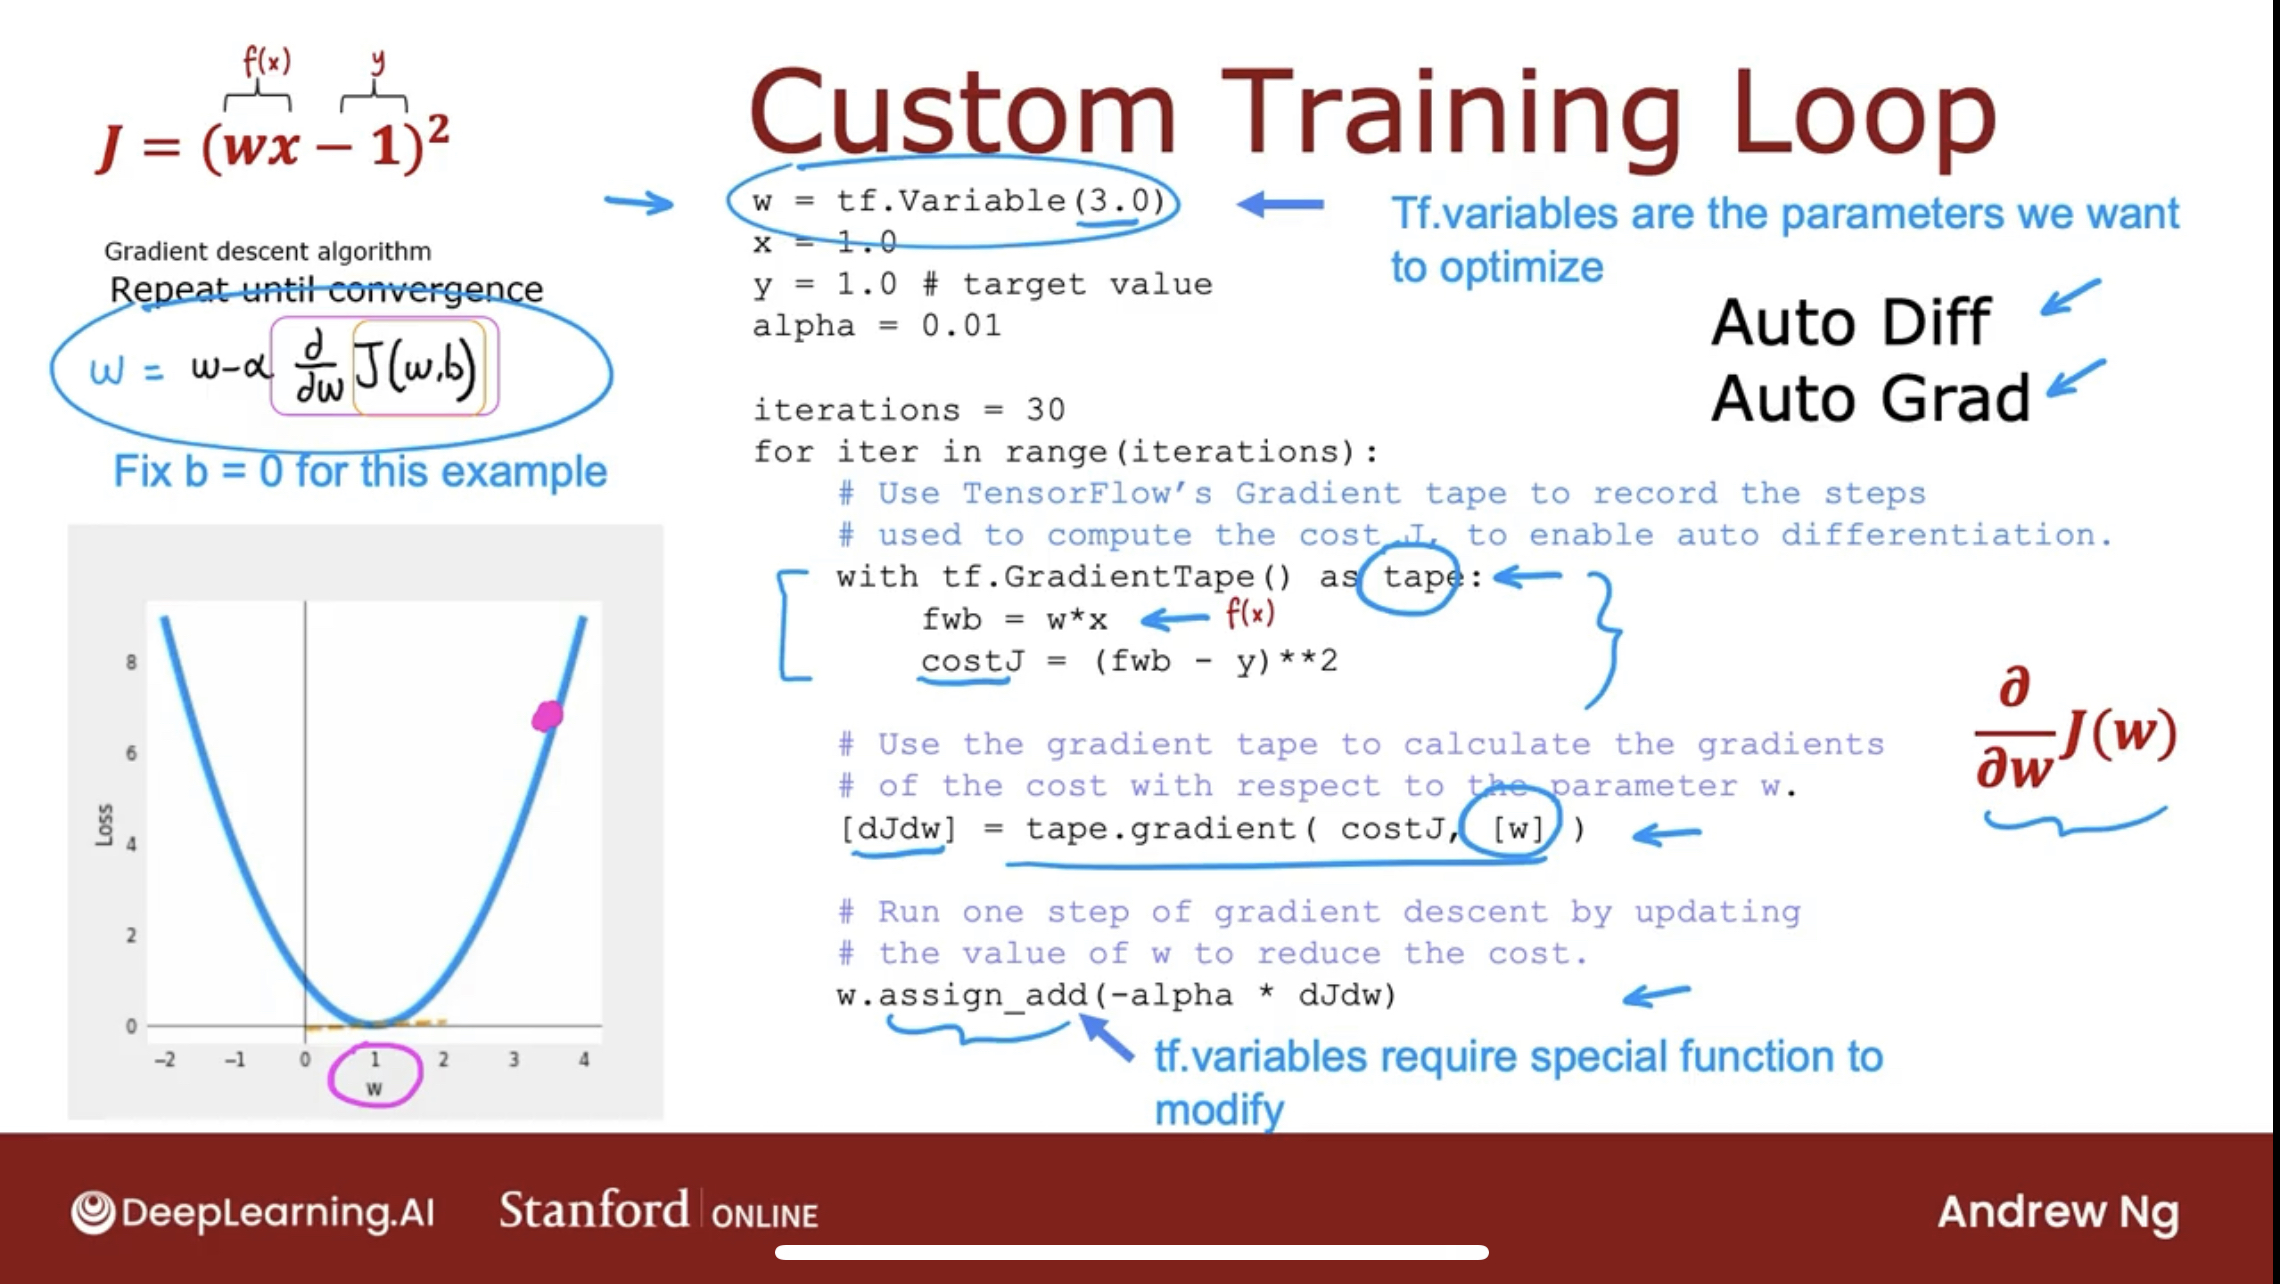 f(x) y
J = (wx − 1)²
Gradient descent algorithm
Repeat until convergence
w = w-α ∂/∂w J(w,b)
Fix b = 0 for this example
Loss
8
6
4
2
0
-2 -1 0 1 2 3 4
w
Custom Training Loop
w = tf.Variable(3.0)
x = 1.0
y = 1.0 # target value
alpha = 0.01
Tf.variables are the parameters we want
to optimize
Auto Diff
Auto Grad
iterations = 30
for iter in range(iterations):
# Use TensorFlow’s Gradient tape to record the steps
# used to compute the cost J, to enable auto differentiation.
with tf.GradientTape() as tape:
fwb = w*x f(x)
costJ = (fwb - y)**2
# Use the gradient tape to calculate the gradients
# of the cost with respect to the parameter w.
[dJdw] = tape.gradient( costJ, [w] )
∂/∂w J(w)
# Run one step of gradient descent by updating
# the value of w to reduce the cost.
w.assign_add(-alpha * dJdw)
tf.variables require special function to
modify
DeepLearning.AI Stanford ONLINE Andrew Ng